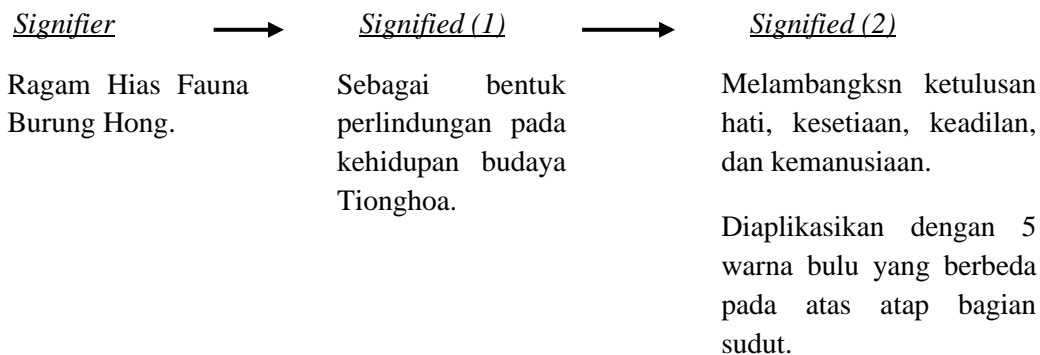 Signifier
Signified (1)
Signified (2)
Ragam Hias Fauna
Burung Hong.
Sebagai bentuk
perlindungan pada
kehidupan budaya
Tionghoa.
Melambangksn ketulusan
hati, kesetiaan, keadilan,
dan kemanusiaan.
Diaplikasikan dengan 5
warna bulu yang berbeda
pada atas atap bagian
sudut.